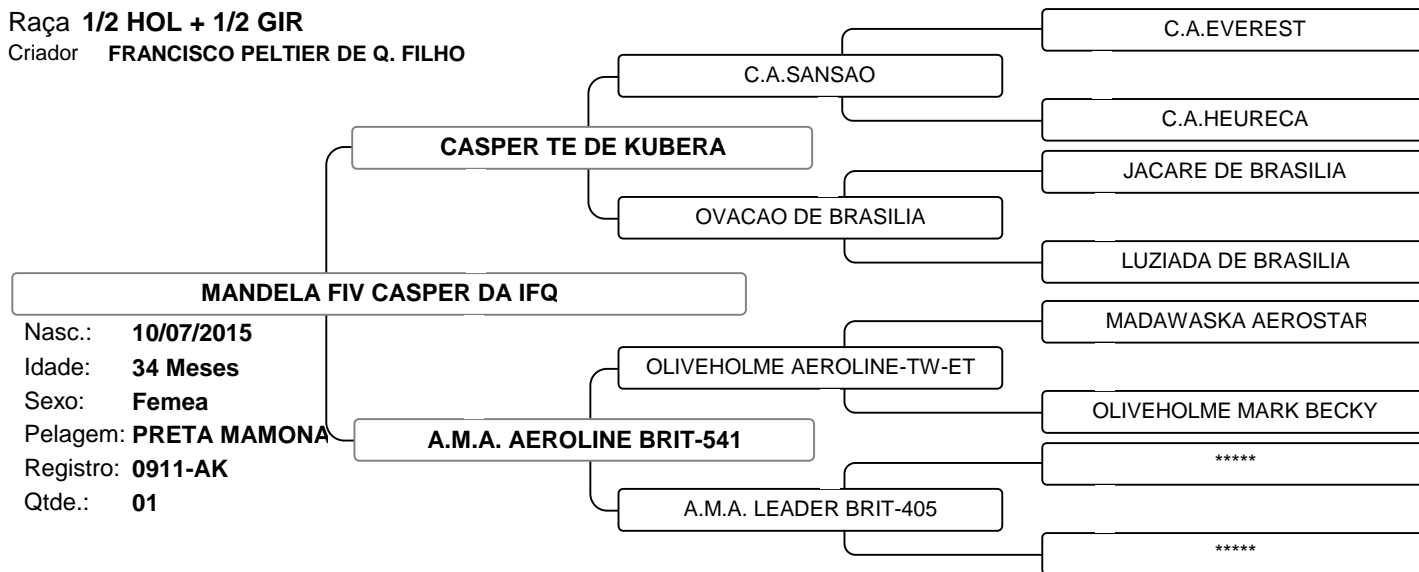 Raça 1/2 HOL + 1/2 GIR
Criador FRANCISCO PELTIER DE Q. FILHO
C.A.EVEREST
C.A.SANSAO
C.A.HEURECA
CASPER TE DE KUBERA
JACARE DE BRASILIA
OVACAO DE BRASILIA
LUZIADA DE BRASILIA
MANDELA FIV CASPER DA IFQ
Nasc.: 10/07/2015
Idade: 34 Meses
Sexo: Femea
Pelagem: PRETA MAMONA
Registro: 0911-AK
Qtde.: 01
MADAWASKA AEROSTAR
OLIVEHOLME AEROLINE-TW-ET
OLIVEHOLME MARK BECKY
A.M.A. AEROLINE BRIT-541
*****
A.M.A. LEADER BRIT-405
*****